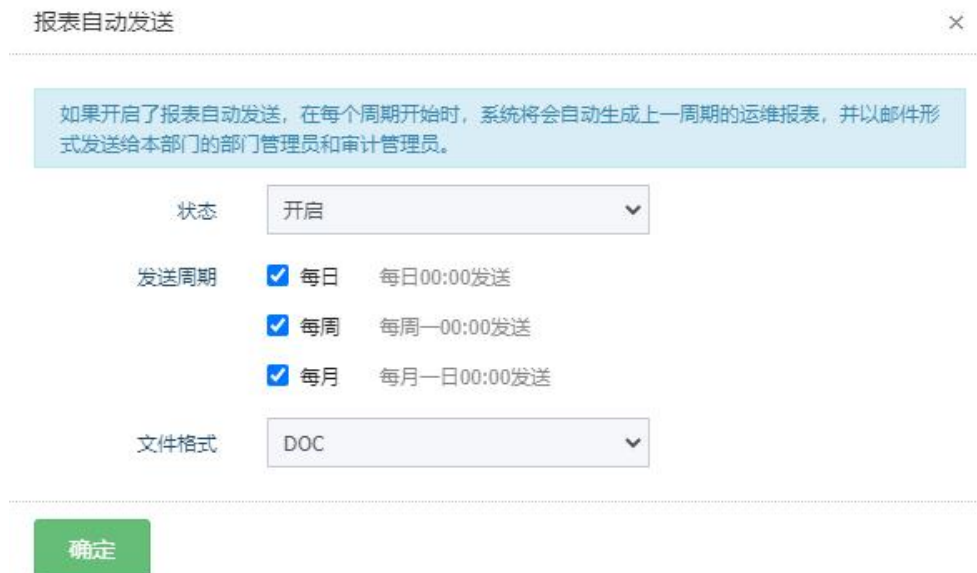 报表自动发送
如果开启了报表自动发送，在每个周期开始时，系统将会自动生成上一周期的运维报表，并以邮件形
式发送给本部门的部门管理员和审计管理员。
状态 开启
发送周期 每日 每日00:00发送
每周 每周一00:00发送
每月 每月一日00:00发送
文件格式 DOC
确定